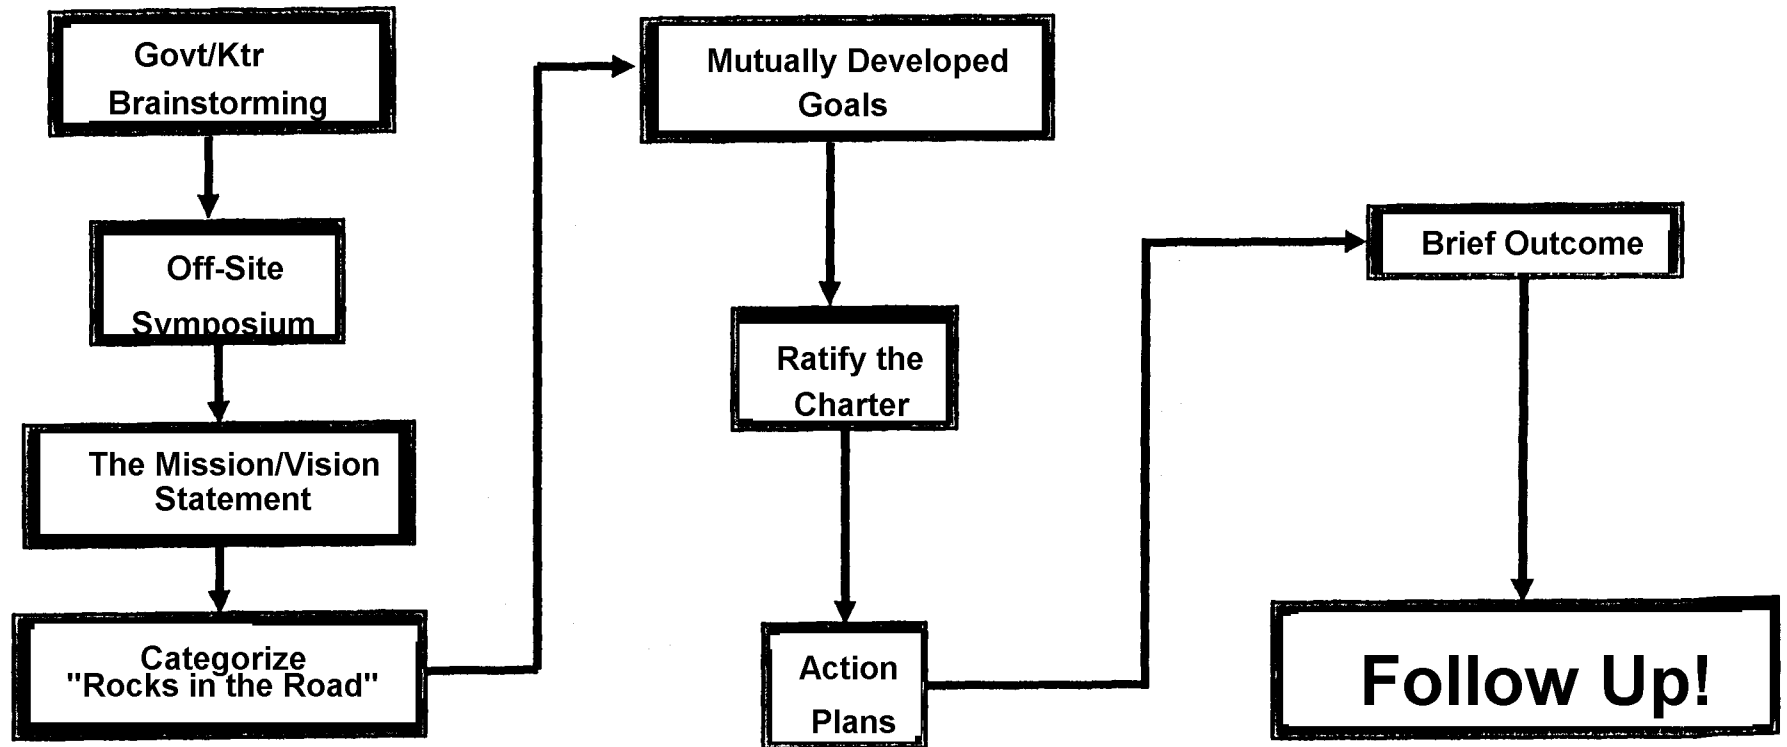 Govt/Ktr
Brainstorming
Off-Site
Symposium
The Mission/Vision
Statement
Categorize
"Rocks in the Road"
Mutually Developed
Goals
Ratify the
Charter
Action
Plans
Brief Outcome
Follow Up!